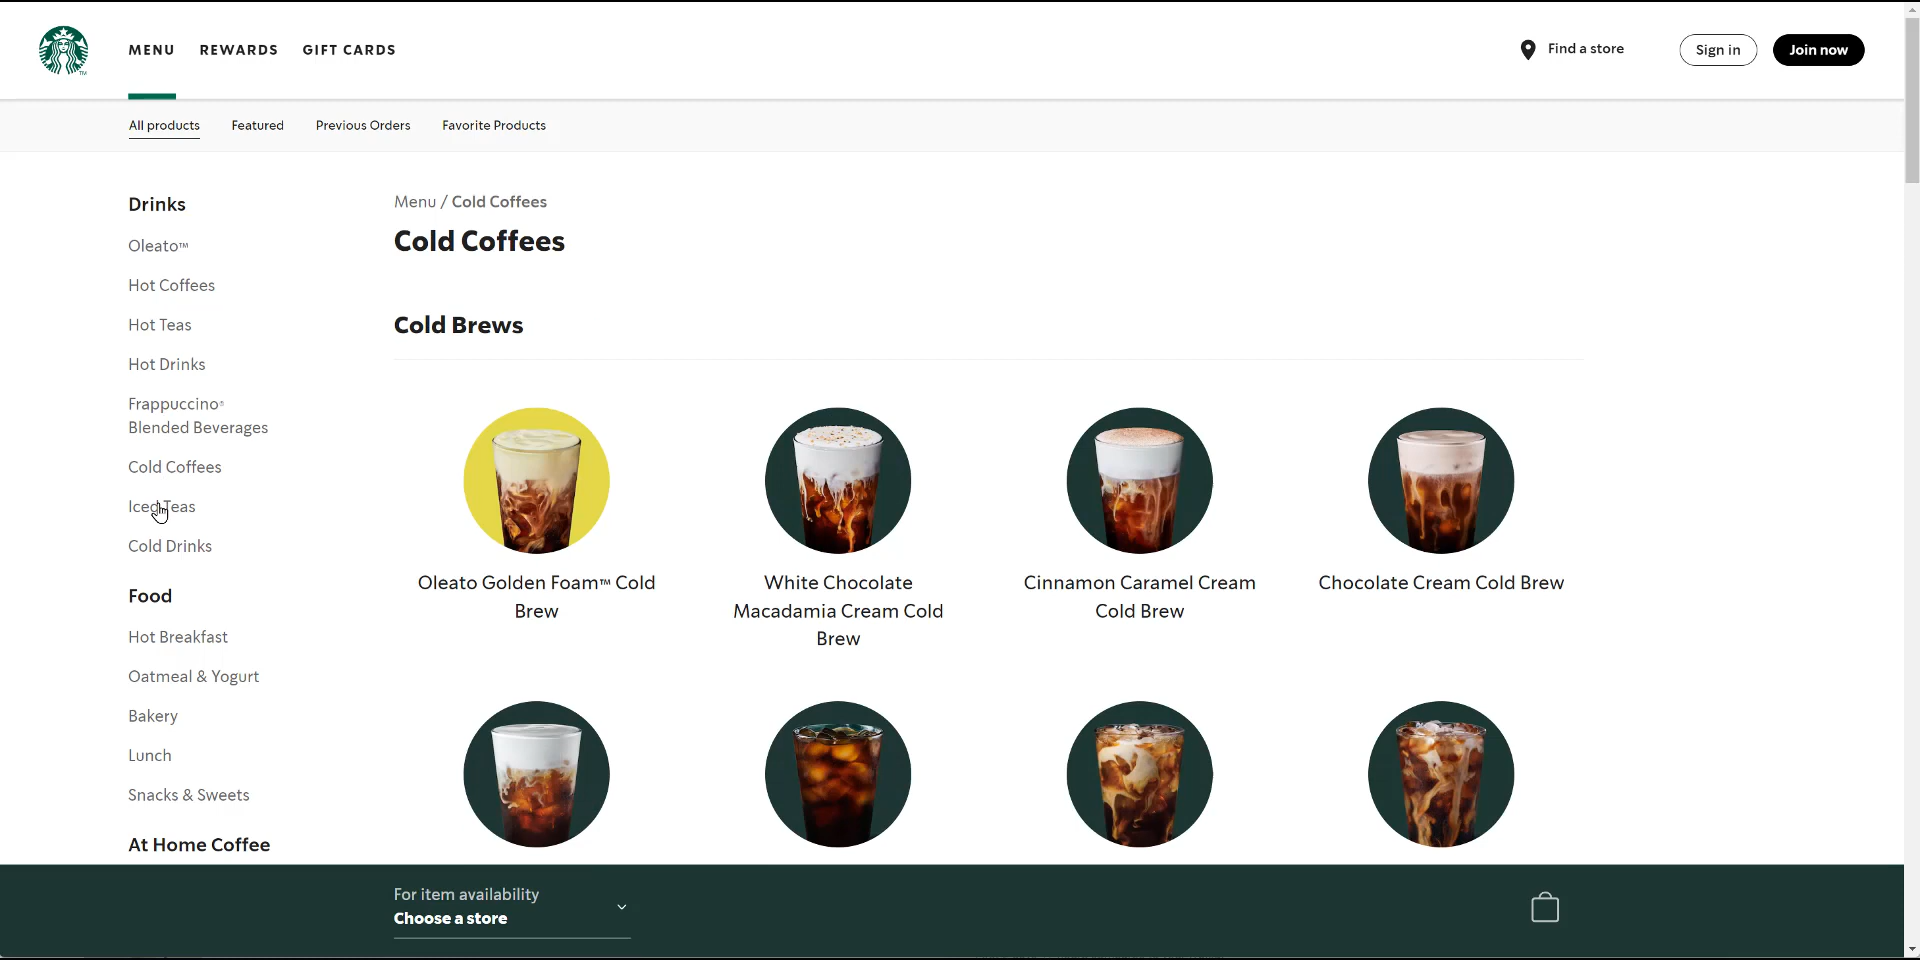 MENU REWARDS GIFT CARDS Find a store Sign in Join now
All products Featured Previous Orders Favorite Products
Drinks
Oleato™
Hot Coffees
Hot Teas
Hot Drinks
Frappuccino®
Blended Beverages
Cold Coffees
Iced Teas
Cold Drinks
Food
Hot Breakfast
Oatmeal & Yogurt
Bakery
Lunch
Snacks & Sweets
At Home Coffee
Menu / Cold Coffees
Cold Coffees
Cold Brews
Oleato Golden Foam™ Cold
Brew
White Chocolate
Macadamia Cream Cold
Brew
Cinnamon Caramel Cream
Cold Brew
Chocolate Cream Cold Brew
For item availability
Choose a store